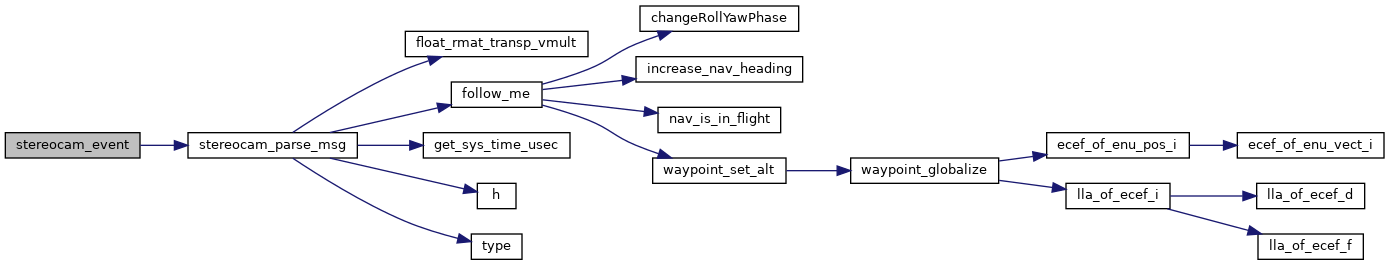 stereocam_event
stereocam_parse_msg
float_rmat_transp_vmult
follow_me
get_sys_time_usec
h
type
changeRollYawPhase
increase_nav_heading
nav_is_in_flight
waypoint_set_alt
waypoint_globalize
ecef_of_enu_pos_i
lla_of_ecef_i
ecef_of_enu_vect_i
lla_of_ecef_d
lla_of_ecef_f